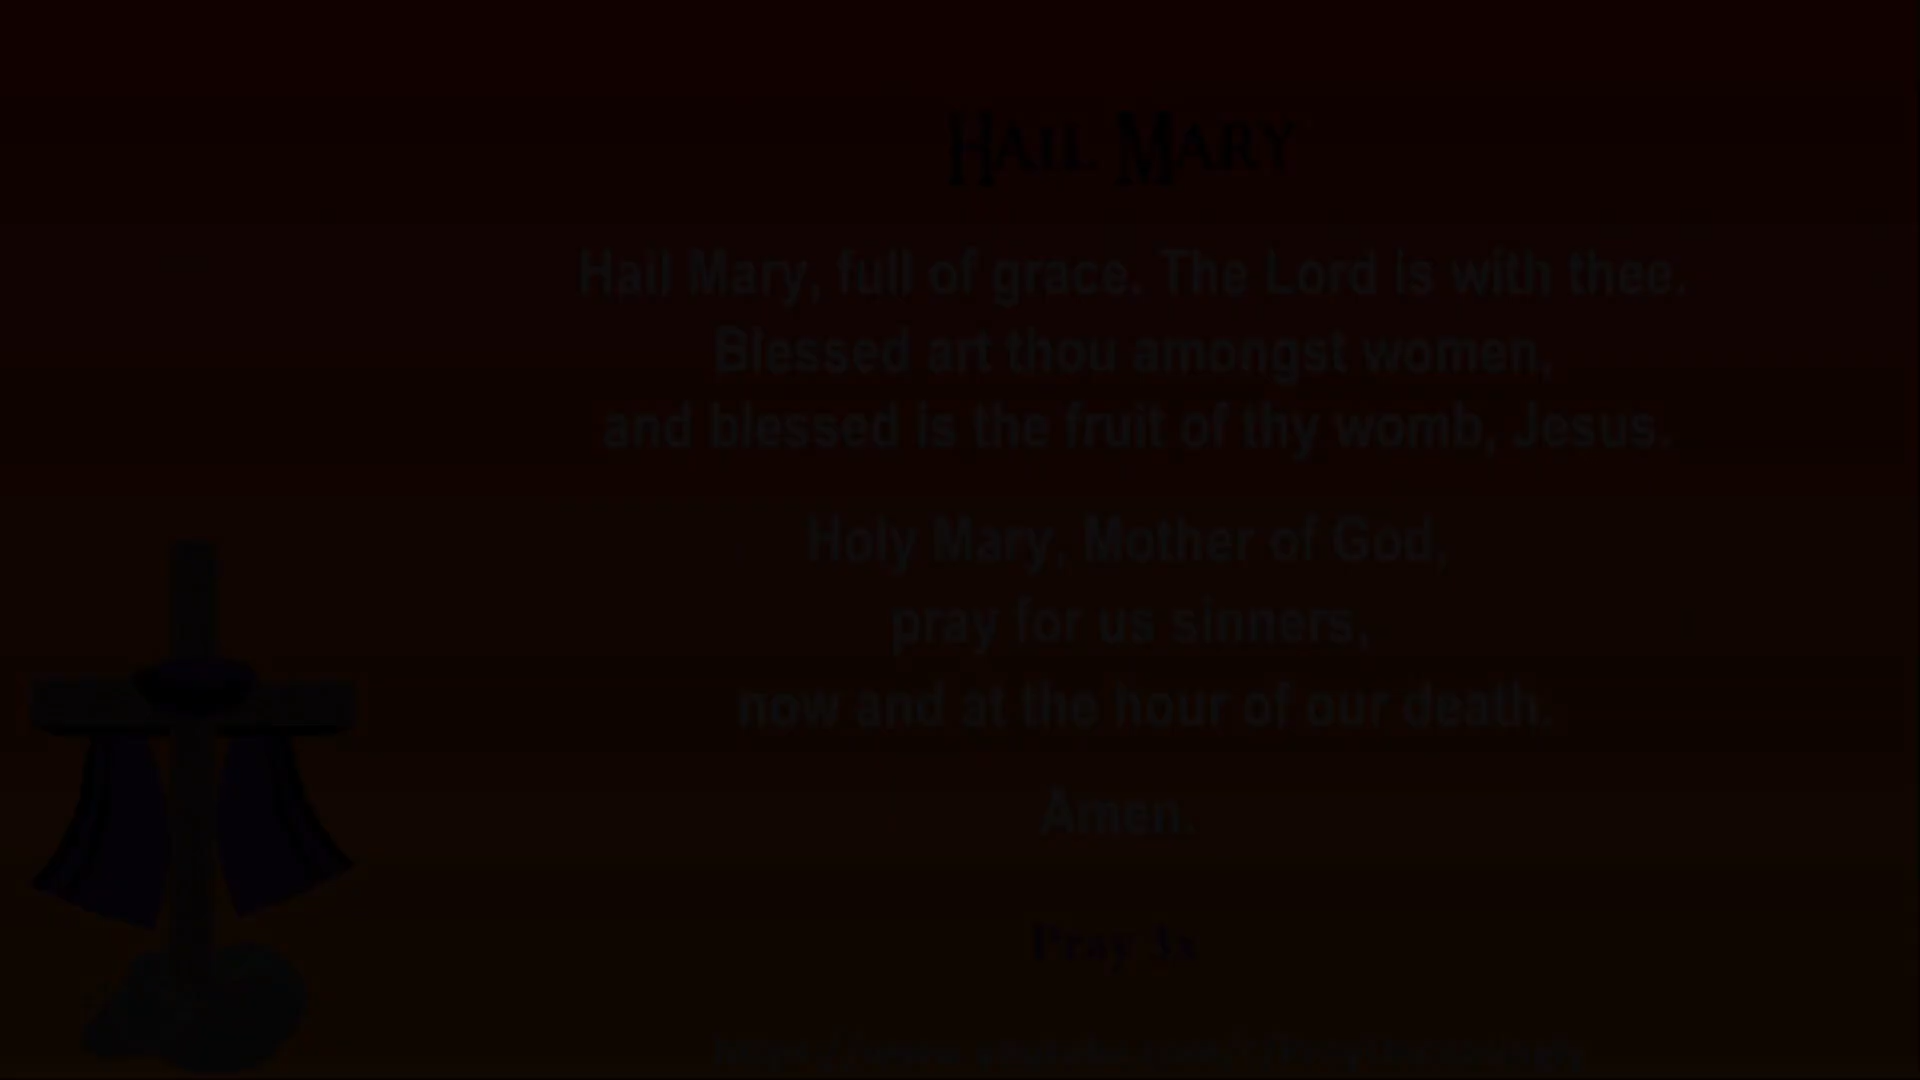 Hail Mary
Hail Mary, full of grace. The Lord is with thee.
Blessed art thou amongst women,
and blessed is the fruit of thy womb, Jesus.
Holy Mary, Mother of God,
pray for us sinners,
now and at the hour of our death.
Amen.
Pray 3x